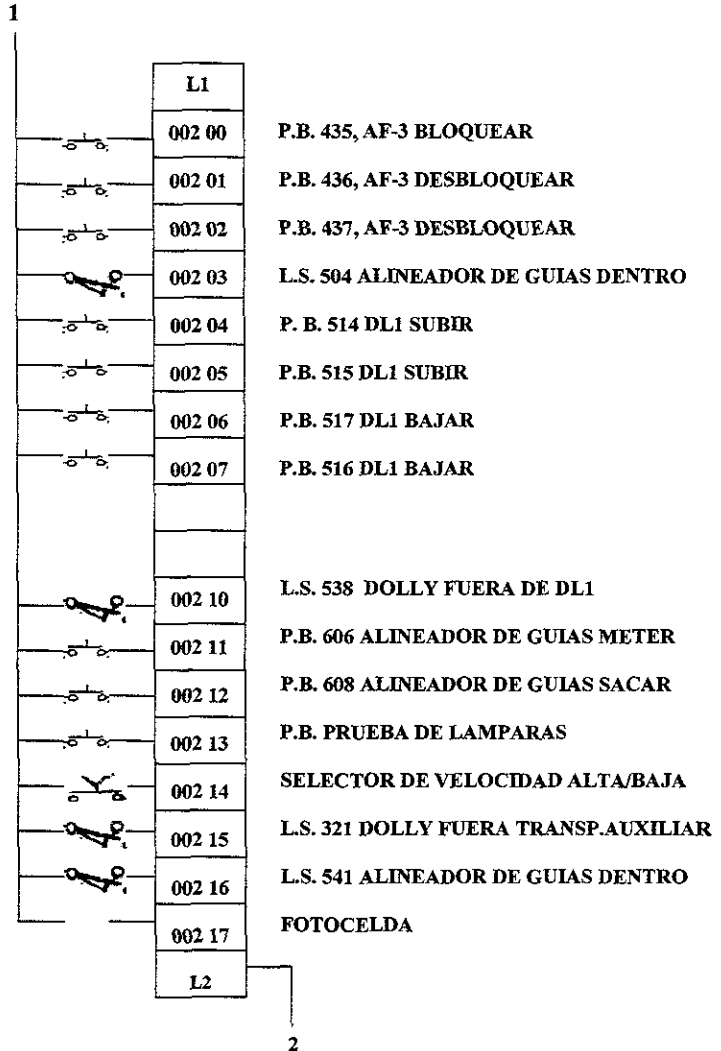 1
L1
002 00 P.B. 435, AF-3 BLOQUEAR
002 01 P.B. 436, AF-3 DESBLOQUEAR
002 02 P.B. 437, AF-3 DESBLOQUEAR
002 03 L.S. 504 ALINEADOR DE GUIAS DENTRO
002 04 P. B. 514 DL1 SUBIR
002 05 P.B. 515 DL1 SUBIR
002 06 P.B. 517 DL1 BAJAR
002 07 P.B. 516 DL1 BAJAR
002 10 L.S. 538 DOLLY FUERA DE DL1
002 11 P.B. 606 ALINEADOR DE GUIAS METER
002 12 P.B. 608 ALINEADOR DE GUIAS SACAR
002 13 P.B. PRUEBA DE LAMPARAS
002 14 SELECTOR DE VELOCIDAD ALTA/BAJA
002 15 L.S. 321 DOLLY FUERA TRANSP.AUXILIAR
002 16 L.S. 541 ALINEADOR DE GUIAS DENTRO
002 17 FOTOCELDA
L2
2